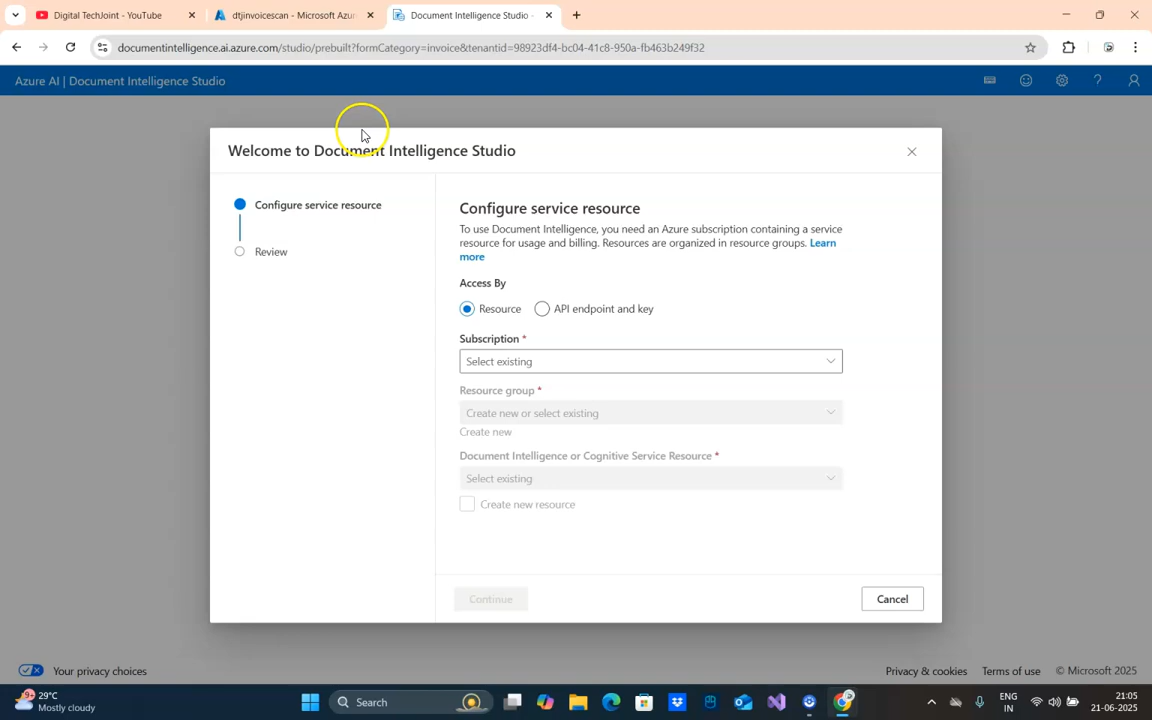 Digital TechJoint - YouTube
dtjinvoicescan - Microsoft Azur
Document Intelligence Studio -
documentintelligence.ai.azure.com/studio/prebuilt?formCategory=invoice&tenantid=98923df4-bc04-41c8-950a-fb463b249f32
Azure AI | Document Intelligence Studio
Welcome to Document Intelligence Studio
Configure service resource
Review
Configure service resource
To use Document Intelligence, you need an Azure subscription containing a service
resource for usage and billing. Resources are organized in resource groups. Learn
more
Access By
Resource
API endpoint and key
Subscription *
Select existing
Resource group *
Create new or select existing
Create new
Document Intelligence or Cognitive Service Resource *
Select existing
Create new resource
Continue
Cancel
Your privacy choices
Privacy & cookies
Terms of use
© Microsoft 2025
29°C
Mostly cloudy
Search
ENG
IN
21:05
21-06-2025